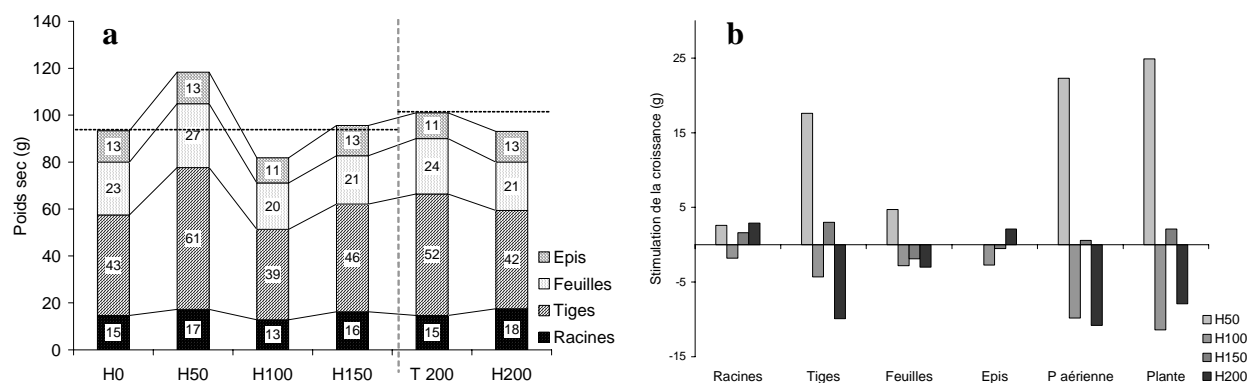 a
Poids sec (g)
140
120
100
80
60
40
20
0
13
23
43
15
13
27
61
17
11
20
39
13
13
21
46
16
11
24
52
15
13
21
42
18
H0 H50 H100 H150 T 200 H200
Epis
Feuilles
Tiges
Racines
b
Stimulation de la croissance (g)
25
15
5
-5
-15
Racines Tiges Feuilles Epis P aérienne Plante
H50
H100
H150
H200